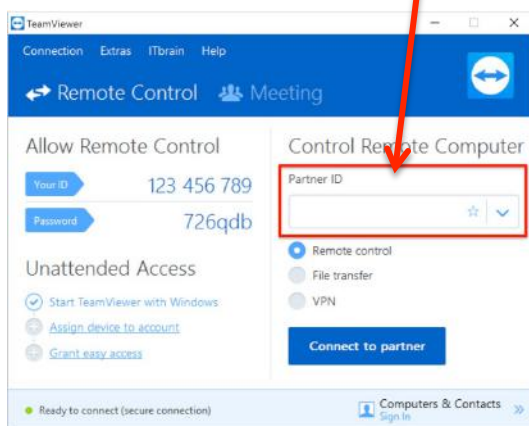 TeamViewer
Connection Extras ITbrain Help
Remote Control Meeting
Allow Remote Control
Your ID 123 456 789
Password 726qdb
Unattended Access
Start TeamViewer with Windows
Assign device to account
Grant easy access
Control Remote Computer
Partner ID
Remote control
File transfer
VPN
Connect to partner
Ready to connect (secure connection)
Computers & Contacts
Sign In